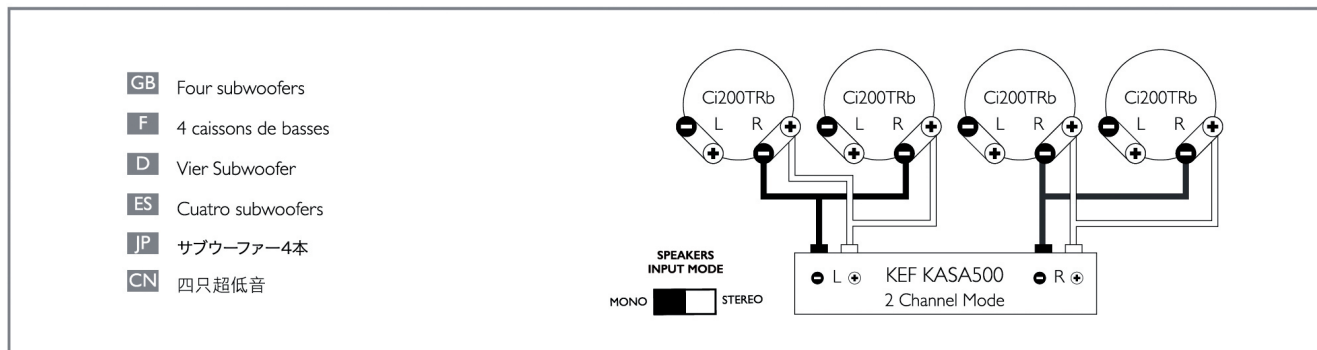 GB Four subwoofers
F 4 caissons de basses
D Vier Subwoofer
ES Cuatro subwoofers
JP サブウーファー4本
CN 四只超低音
Ci200TRb Ci200TRb Ci200TRb Ci200TRb
L R L R L R L R
SPEAKERS
INPUT MODE
MONO STEREO
L KEF KASA500 R
2 Channel Mode